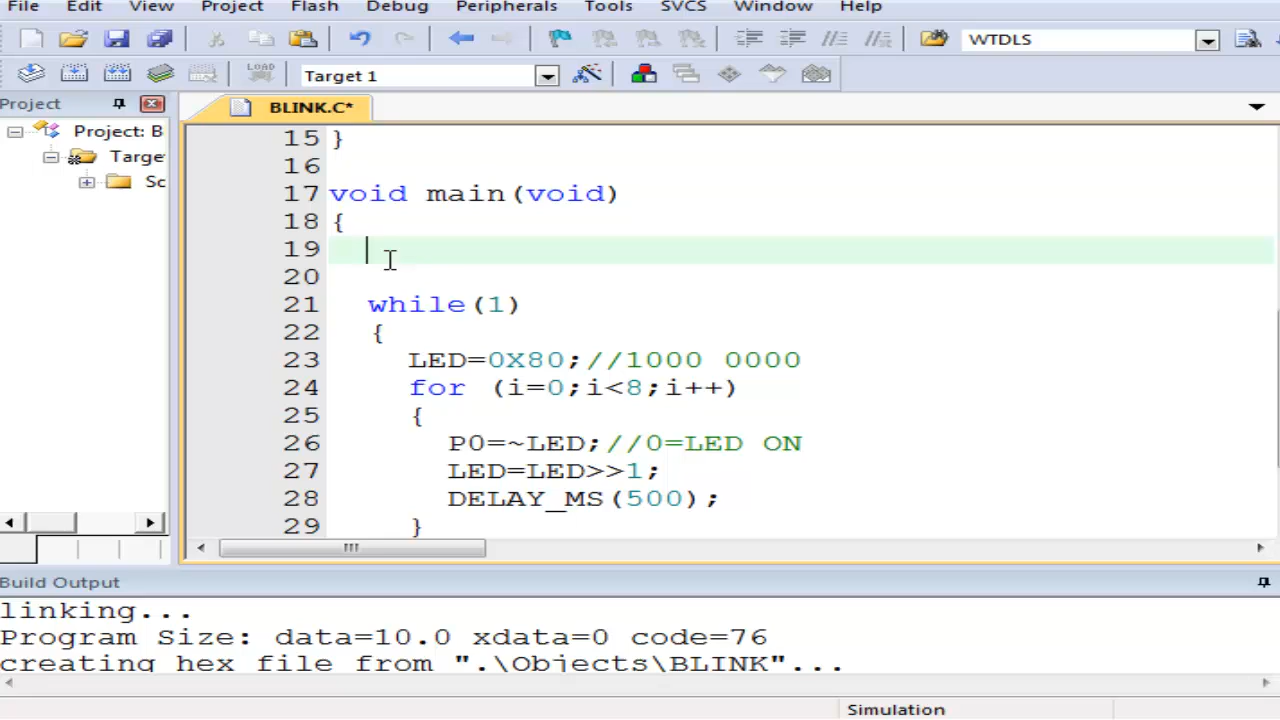 File Edit View Project Flash Debug Peripherals Tools SVCS Window Help
WTDLS
LOAD Target 1
Project
BLINK.C*
Project: B
Targe
Sc
15 }
16
17 void main(void)
18 {
19
20
21 while(1)
22 {
23 LED=0X80;//1000 0000
24 for (i=0;i<8;i++)
25 {
26 P0=~LED;//0=LED ON
27 LED=LED>>1;
28 DELAY_MS(500);
29 }
Build Output
linking...
Program Size: data=10.0 xdata=0 code=76
creating hex file from ".\Objects\BLINK"...
Simulation